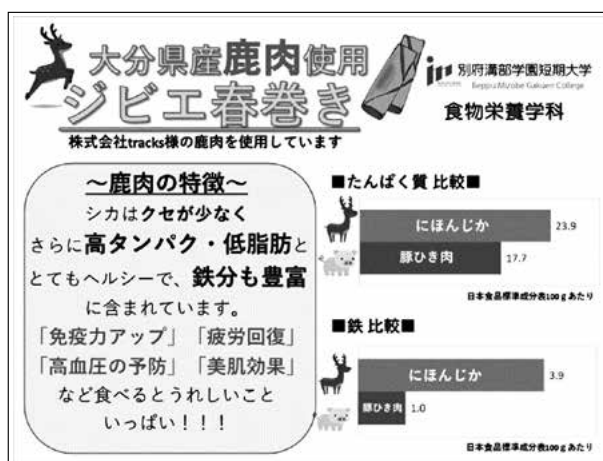 大分県産鹿肉使用
ジビエ春巻き
株式会社tracks様の鹿肉を使用しています
別府溝部学園短期大学
Beppu Mizobe Gakuen College
食物栄養学科
～鹿肉の特徴～
シカはクセが少なく
さらに高タンパク・低脂肪と
とてもヘルシーで、鉄分も豊富
に含まれています。
「免疫力アップ」「疲労回復」
「高血圧の予防」「美肌効果」
など食べるとうれしいこと
いっぱい！！！
■たんぱく質 比較■
にほんじか 23.9
豚ひき肉 17.7
日本食品標準成分表100ｇあたり
■鉄 比較■
にほんじか 3.9
豚ひき肉 1.0
日本食品標準成分表100ｇあたり